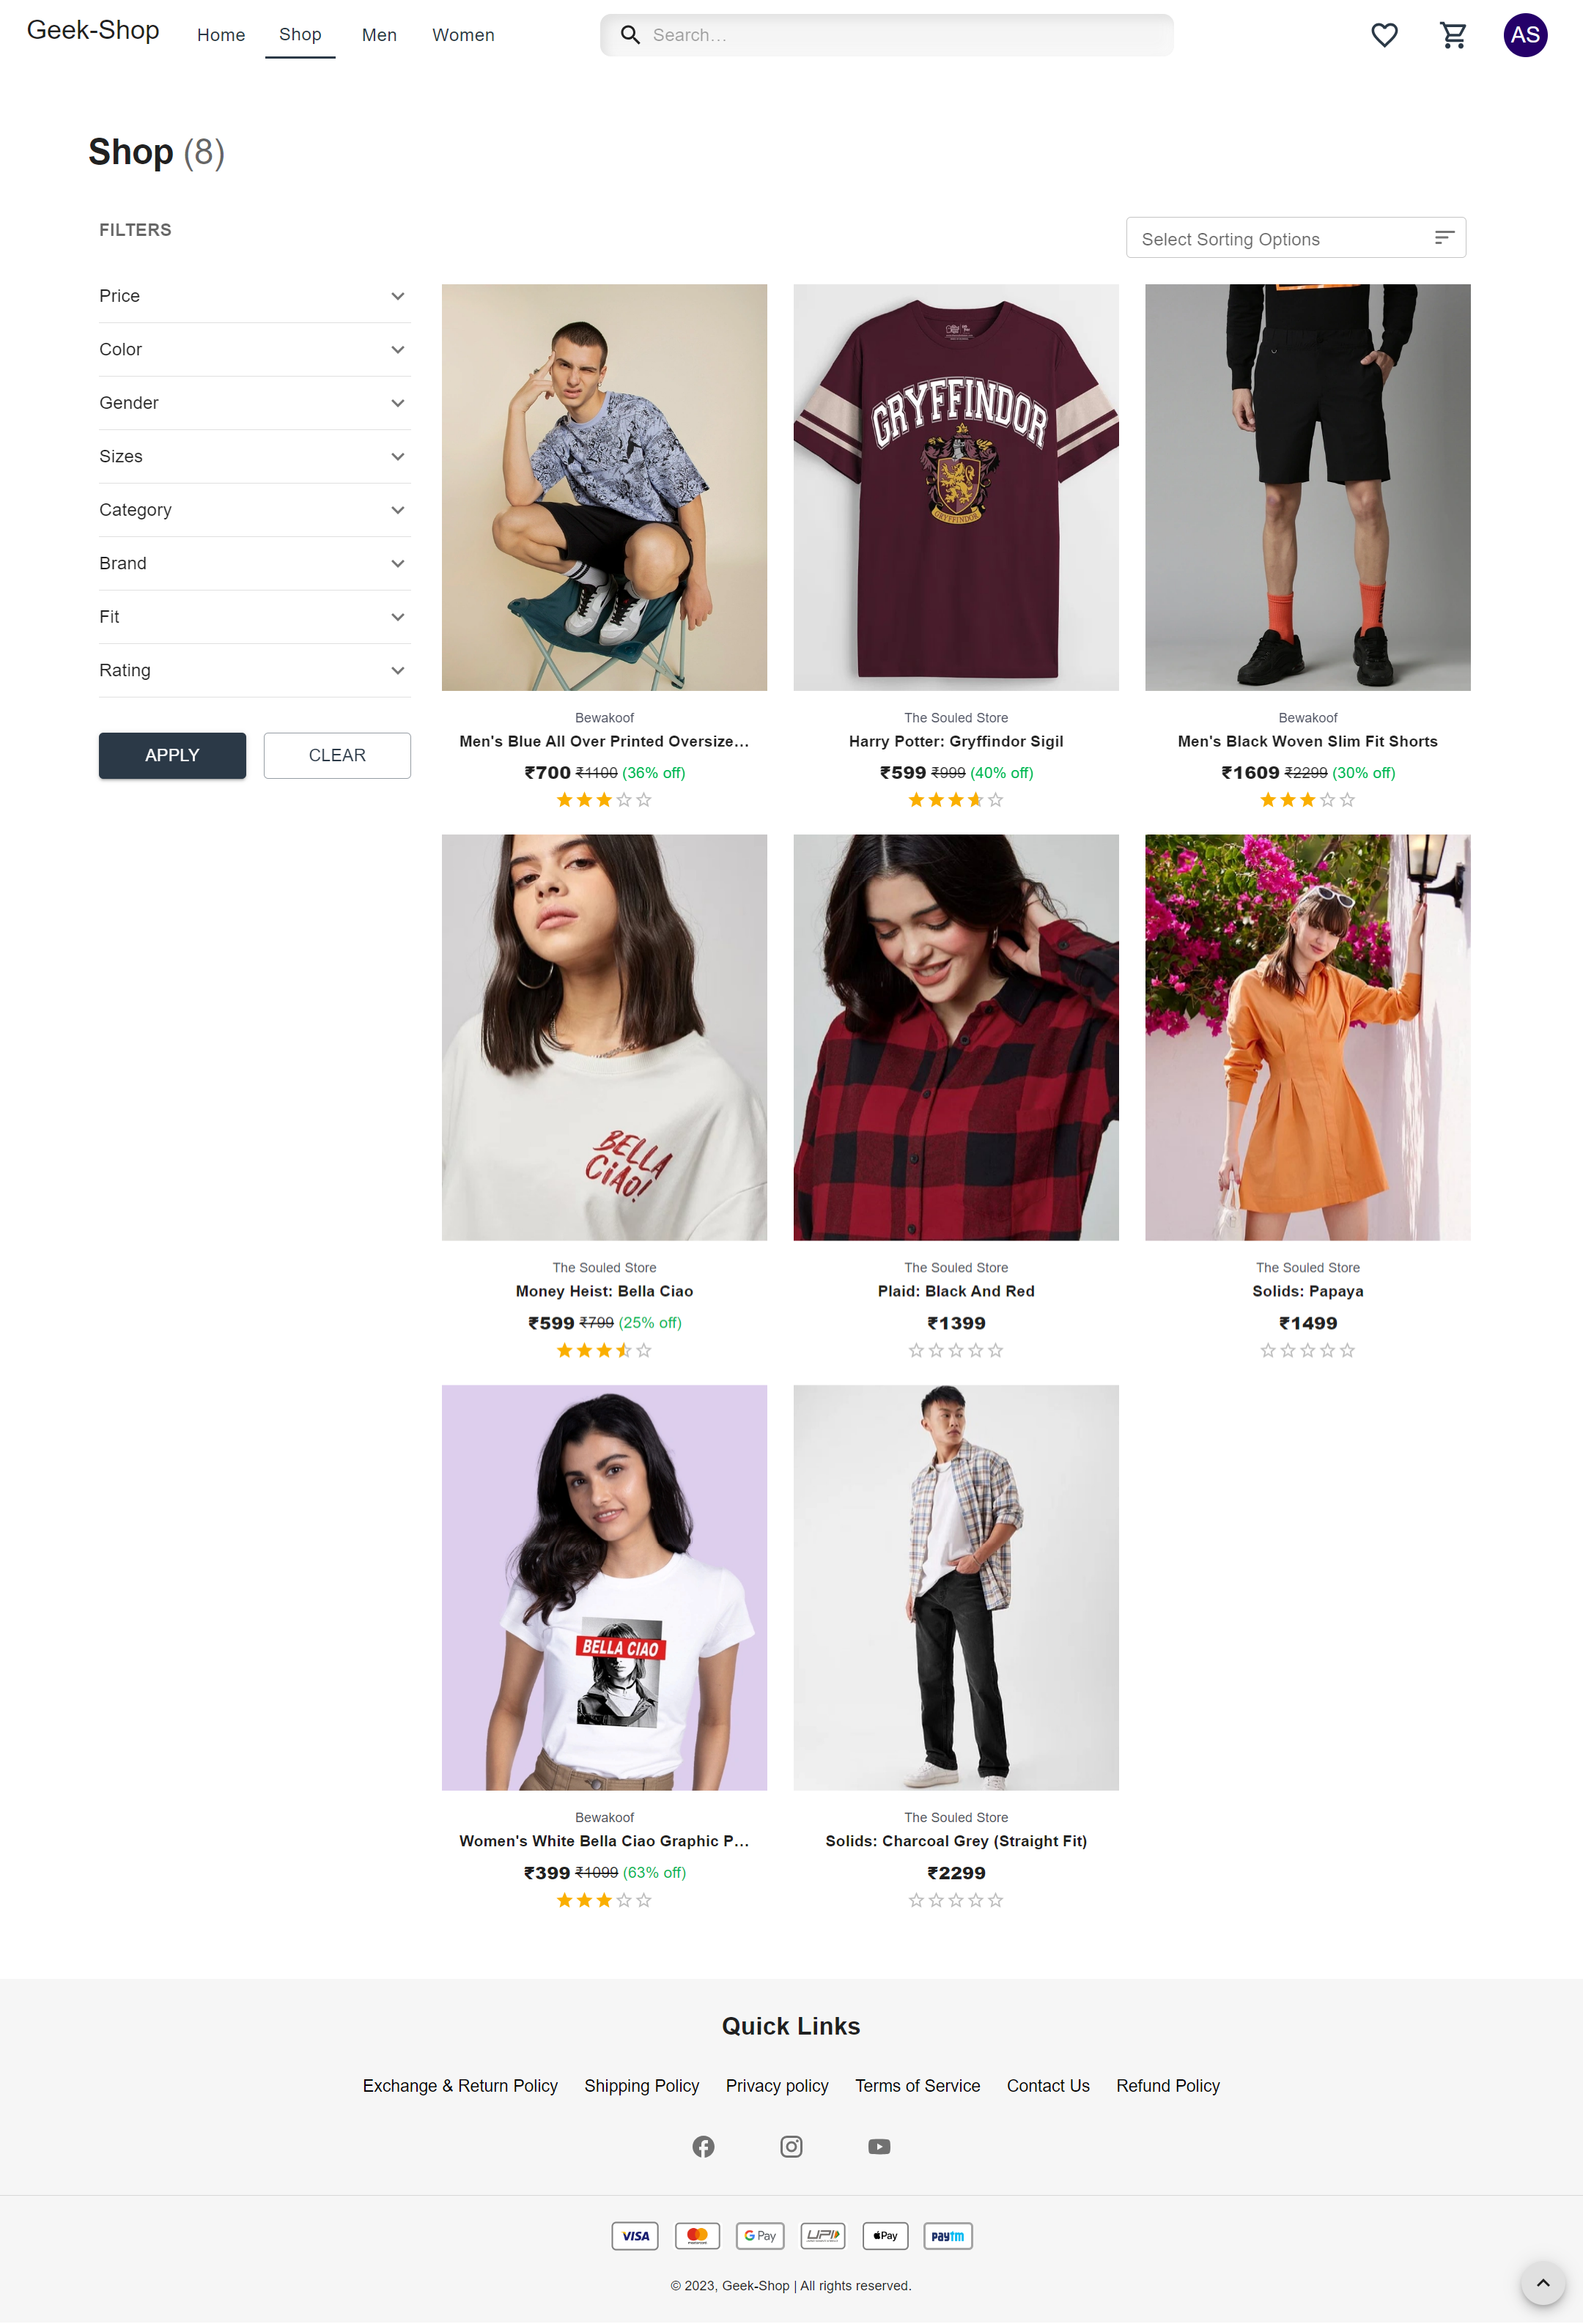 Geek-Shop Home Shop Men Women Search... AS
Shop (8)
FILTERS
Select Sorting Options
Price
Color
Gender
Sizes
Category
Brand
Fit
Rating
APPLY CLEAR
GRYFFINDOR
GRYFFINDOR
Bewakoof
Men's Blue All Over Printed Oversize...
₹700 ₹1100 (36% off)
The Souled Store
Harry Potter: Gryffindor Sigil
₹599 ₹999 (40% off)
Bewakoof
Men's Black Woven Slim Fit Shorts
₹1609 ₹2299 (30% off)
BELLA
CiAo!
The Souled Store
Money Heist: Bella Ciao
₹599 ₹799 (25% off)
The Souled Store
Plaid: Black And Red
₹1399
The Souled Store
Solids: Papaya
₹1499
BELLA CIAO
Bewakoof
Women's White Bella Ciao Graphic P...
₹399 ₹1099 (63% off)
The Souled Store
Solids: Charcoal Grey (Straight Fit)
₹2299
Quick Links
Exchange & Return Policy Shipping Policy Privacy policy Terms of Service Contact Us Refund Policy
VISA mastercard G Pay UPI Pay paytm
© 2023, Geek-Shop | All rights reserved.